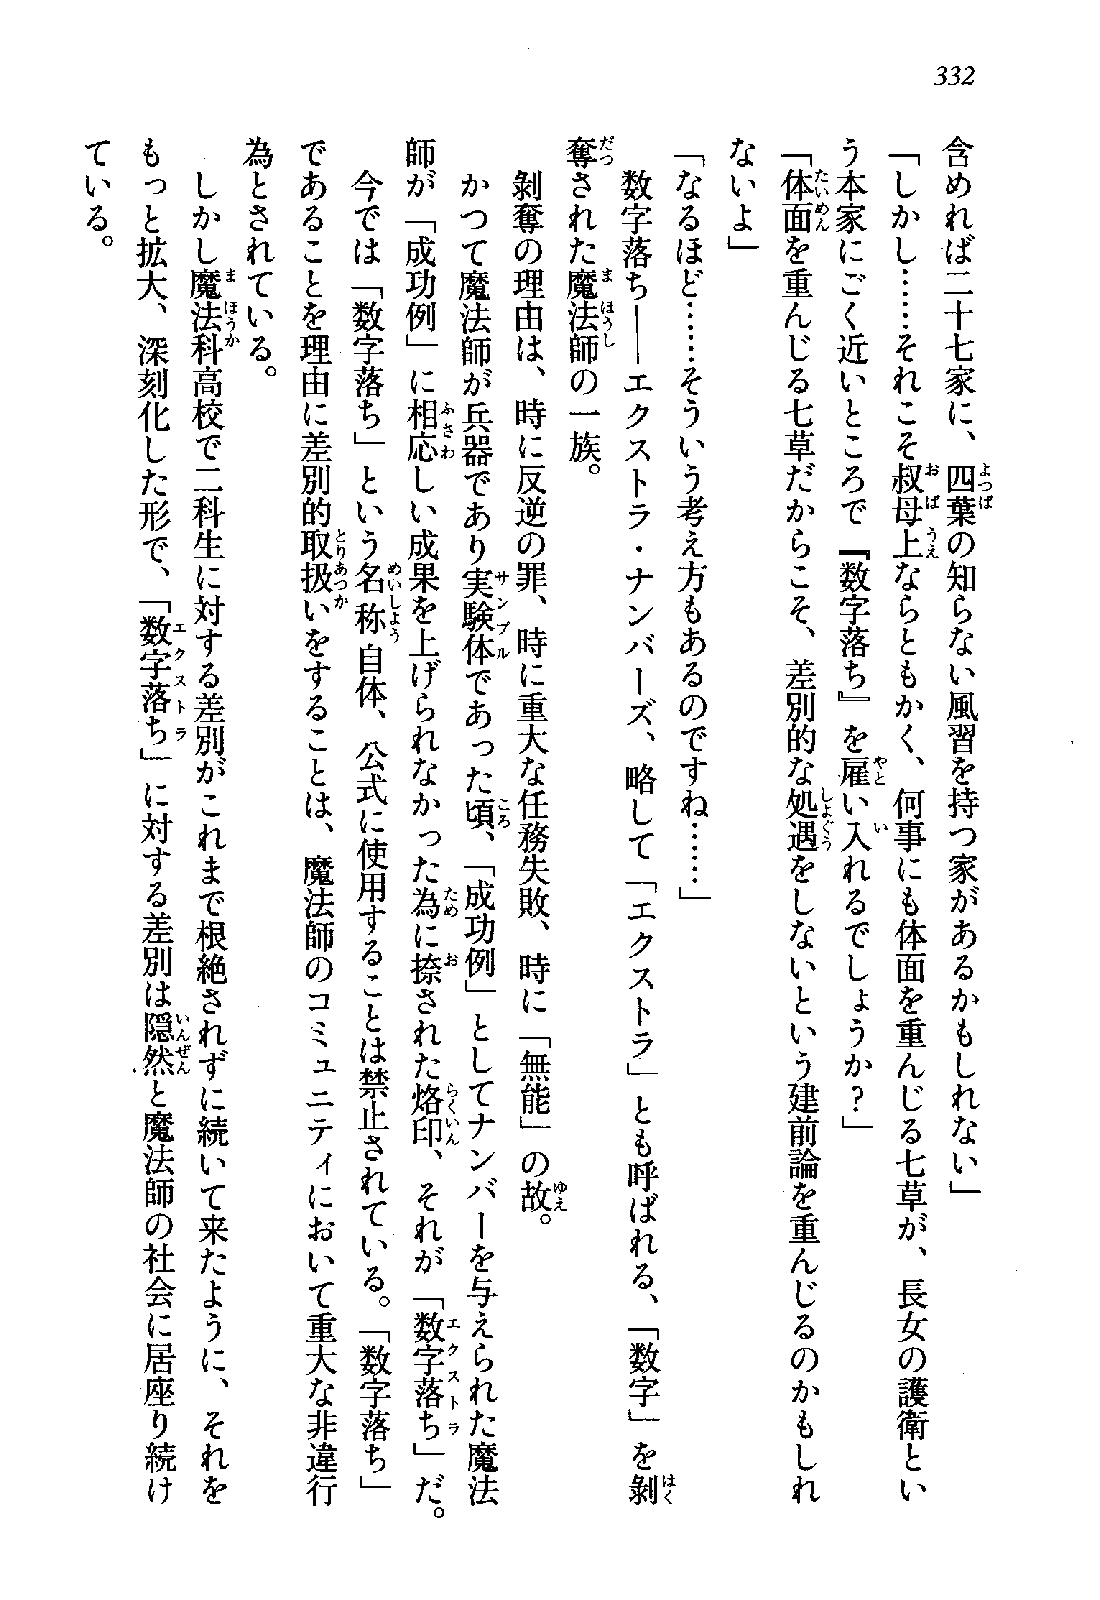 332
含めれば二十七家に、四葉の知らない風習を持つ家があるかもしれない」
「しかし……それこそ叔母上ならともかく、何事にも体面を重んじる七草が、長女の護衛とい
う本家にごく近いところで『数字落ち』を雇い入れるでしょうか？」
「体面を重んじる七草だからこそ、差別的な処遇をしないという建前論を重んじるのかもしれ
ないよ」
「なるほど……そういう考え方もあるのですね……」
数字落ち――エクストラ・ナンバーズ、略して「エクストラ」とも呼ばれる、「数字」を剝
奪された魔法師の一族。
剝奪の理由は、時に反逆の罪、時に重大な任務失敗、時に「無能」の故。
かつて魔法師が兵器であり実験体であった頃、「成功例」としてナンバーを与えられた魔法
師が「成功例」に相応しい成果を上げられなかった為に捺された烙印、それが「数字落ち」だ。
今では「数字落ち」という名称自体、公式に使用することは禁止されている。「数字落ち」
であることを理由に差別的取扱いをすることは、魔法師のコミュニティにおいて重大な非違行
為とされている。
しかし魔法科高校で二科生に対する差別がこれまで根絶されずに続いて来たように、それを
もっと拡大、深刻化した形で、「数字落ち」に対する差別は隠然と魔法師の社会に居座り続け
ている。